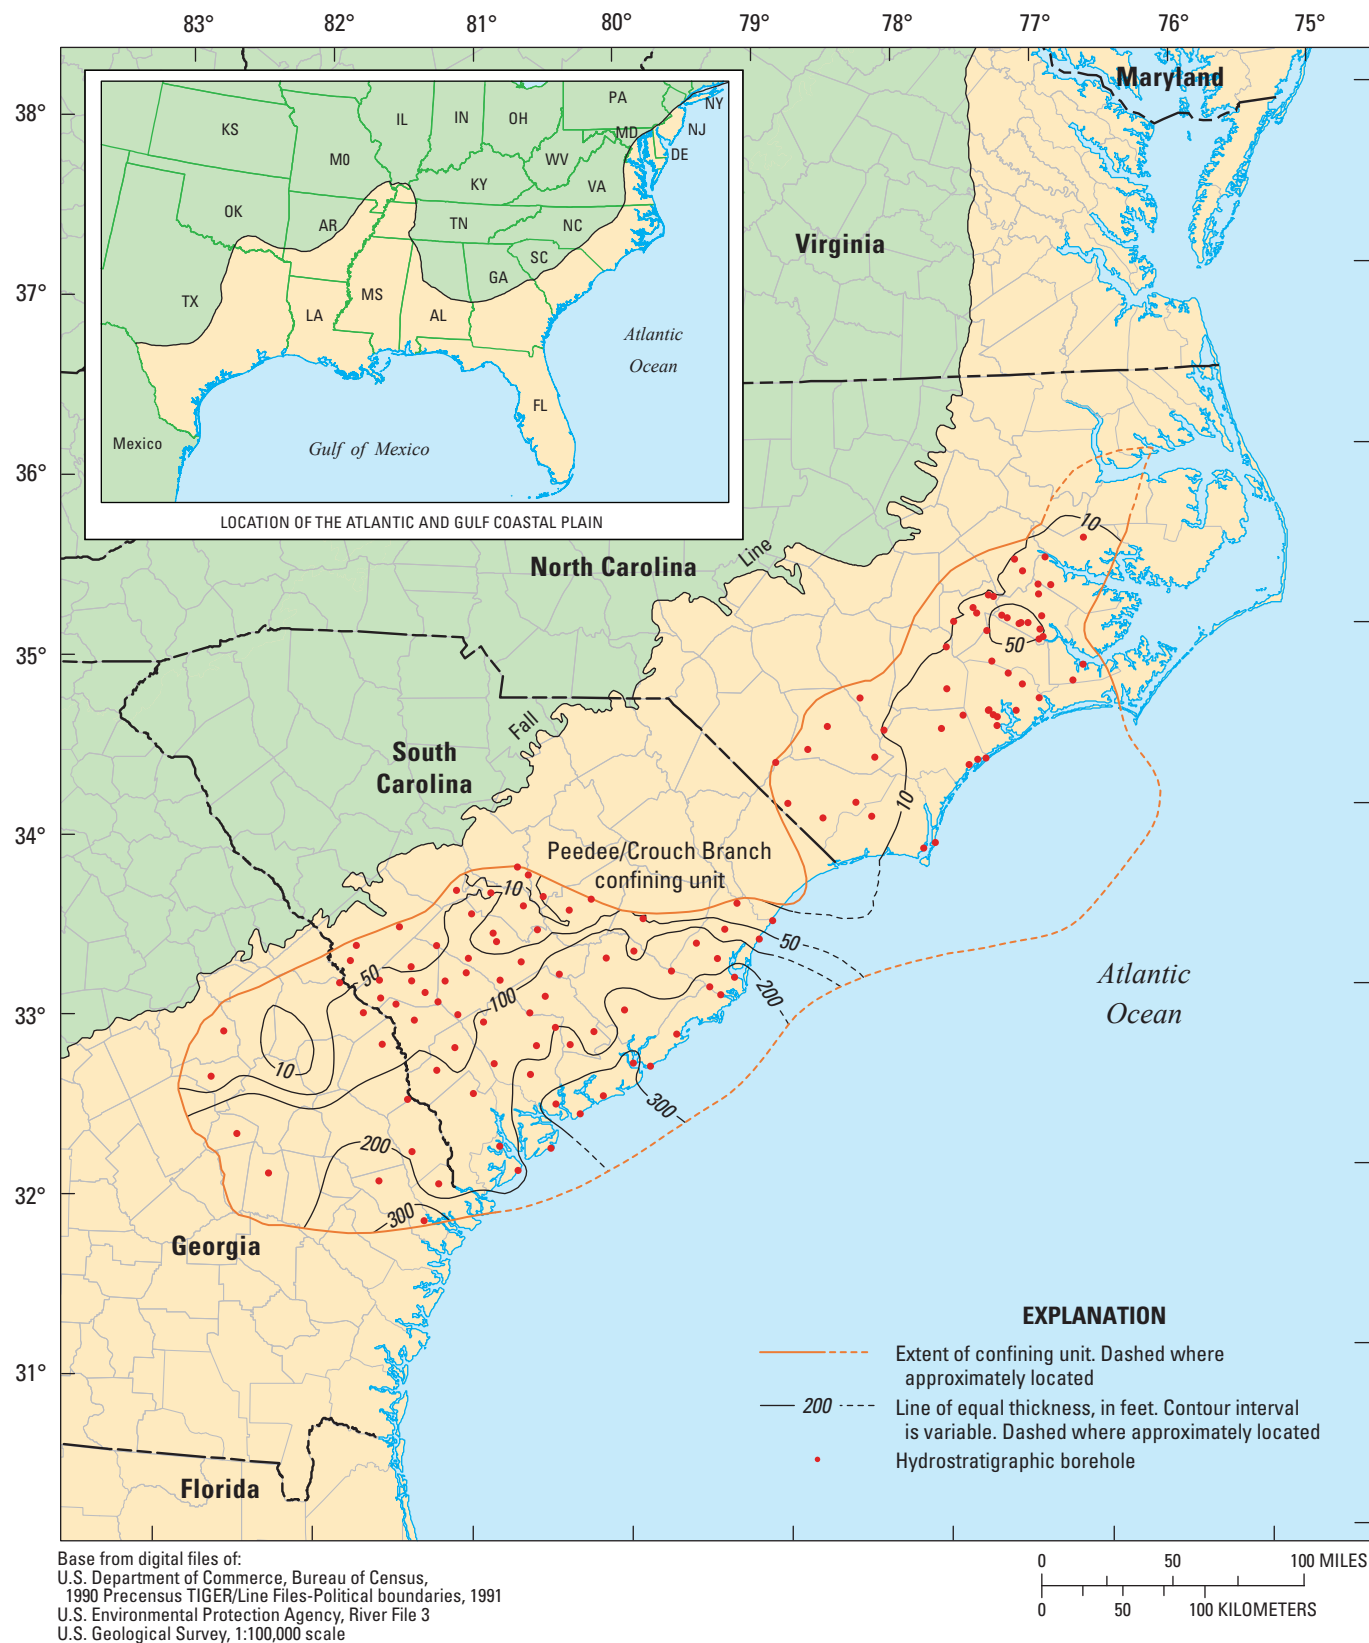 83°
82°
81°
80°
79°
78°
77°
76°
75°
38°
37°
36°
35°
34°
33°
32°
31°
KS
MO
IL
IN
OH
PA
NY
NJ
MD
DE
WV
VA
KY
OK
AR
TN
NC
SC
GA
TX
LA
MS
AL
FL
Mexico
Gulf of Mexico
Atlantic
Ocean
LOCATION OF THE ATLANTIC AND GULF COASTAL PLAIN
Maryland
Virginia
North Carolina
Fall
Line
South
Carolina
Georgia
Florida
Peedee/Crouch Branch
confining unit
10
50
10
10
50
50
100
200
10
200
300
300
Atlantic
Ocean
EXPLANATION
Extent of confining unit. Dashed where
approximately located
200
Line of equal thickness, in feet. Contour interval
is variable. Dashed where approximately located
Hydrostratigraphic borehole
Base from digital files of:
U.S. Department of Commerce, Bureau of Census,
1990 Precensus TIGER/Line Files-Political boundaries, 1991
U.S. Environmental Protection Agency, River File 3
U.S. Geological Survey, 1:100,000 scale
0 50 100 MILES
0 50 100 KILOMETERS